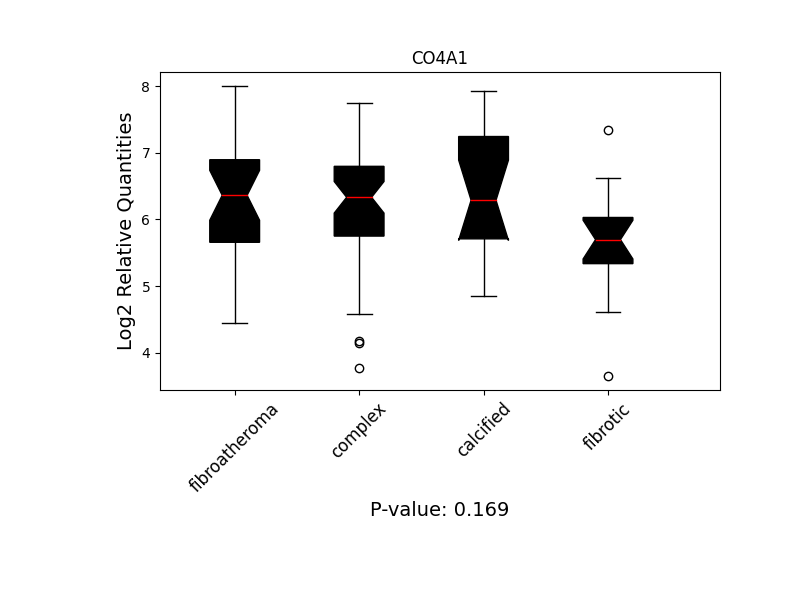 CO4A1
Log2 Relative Quantities
8
7
6
5
4
fibroatheroma
complex
calcified
fibrotic
P-value: 0.169